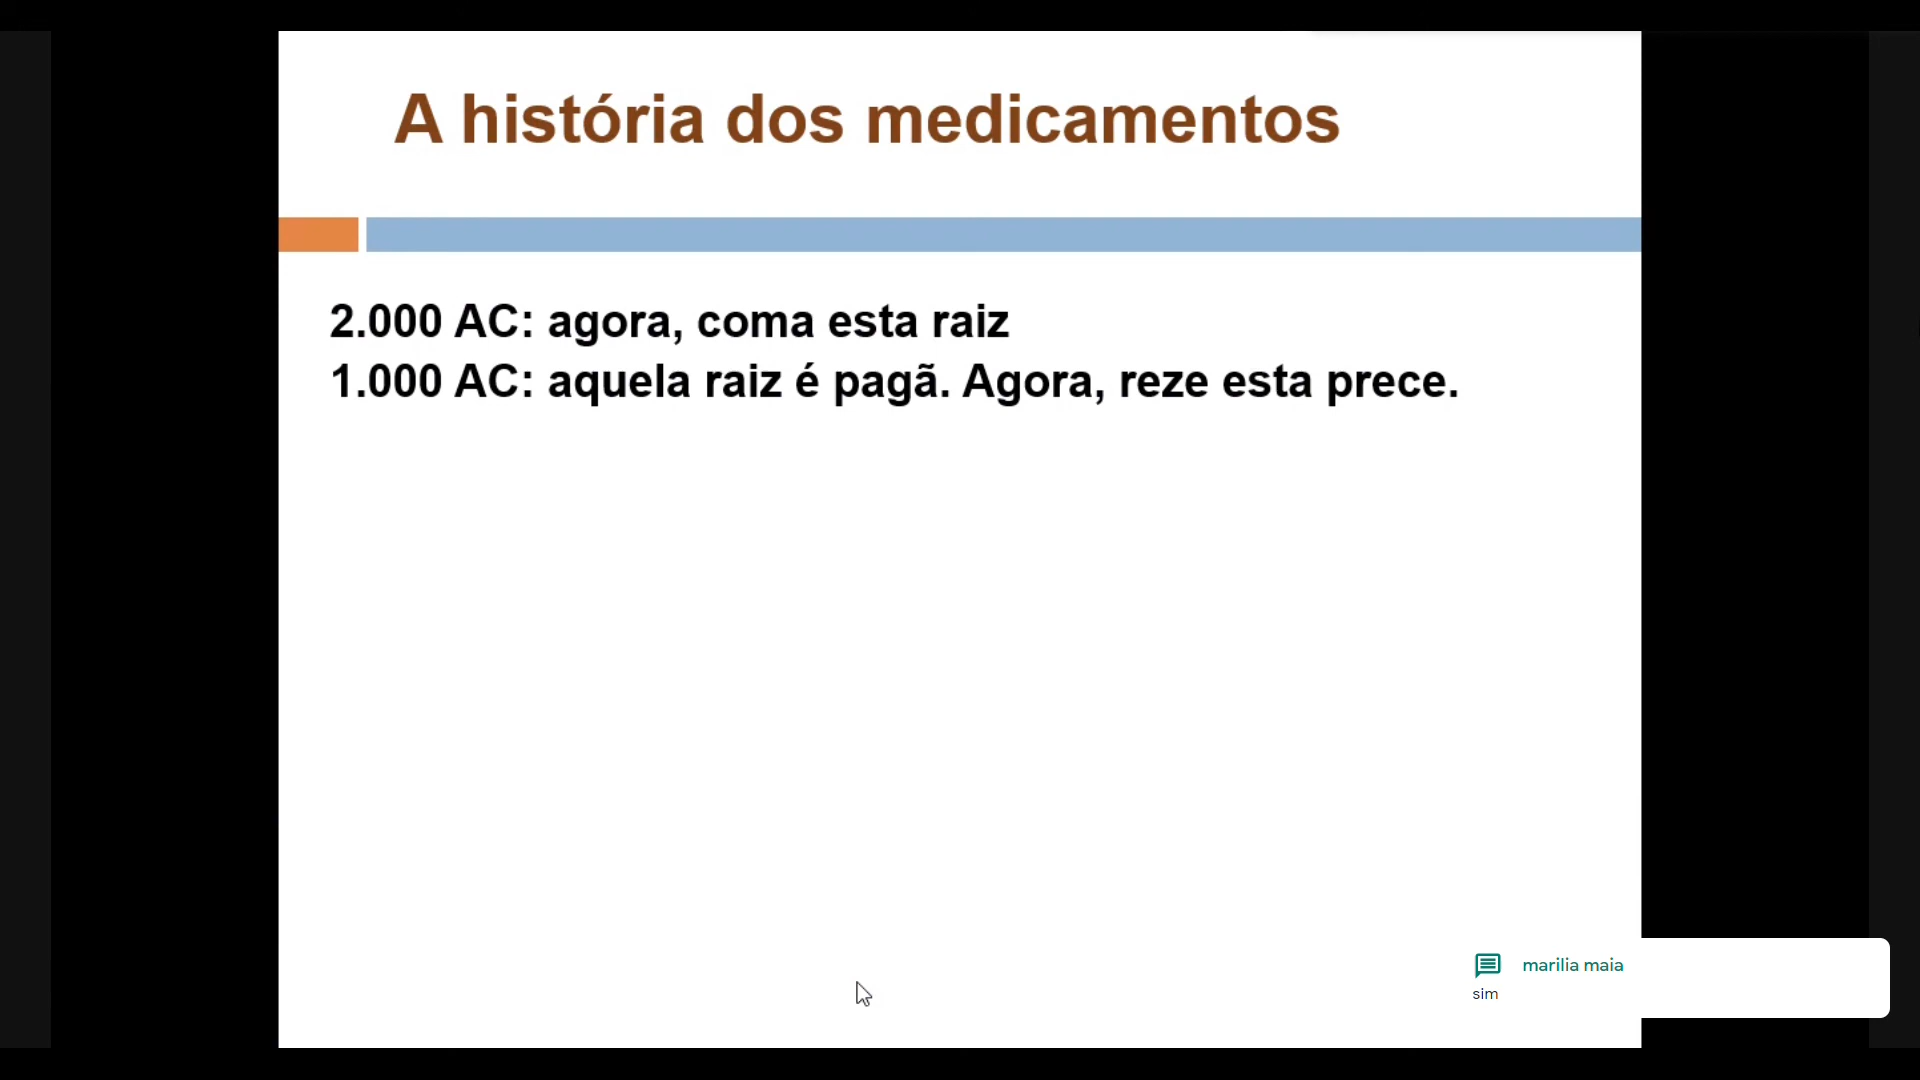 A história dos medicamentos
2.000 AC: agora, coma esta raiz
1.000 AC: aquela raiz é pagã. Agora, reze esta prece.
marilia maia
sim